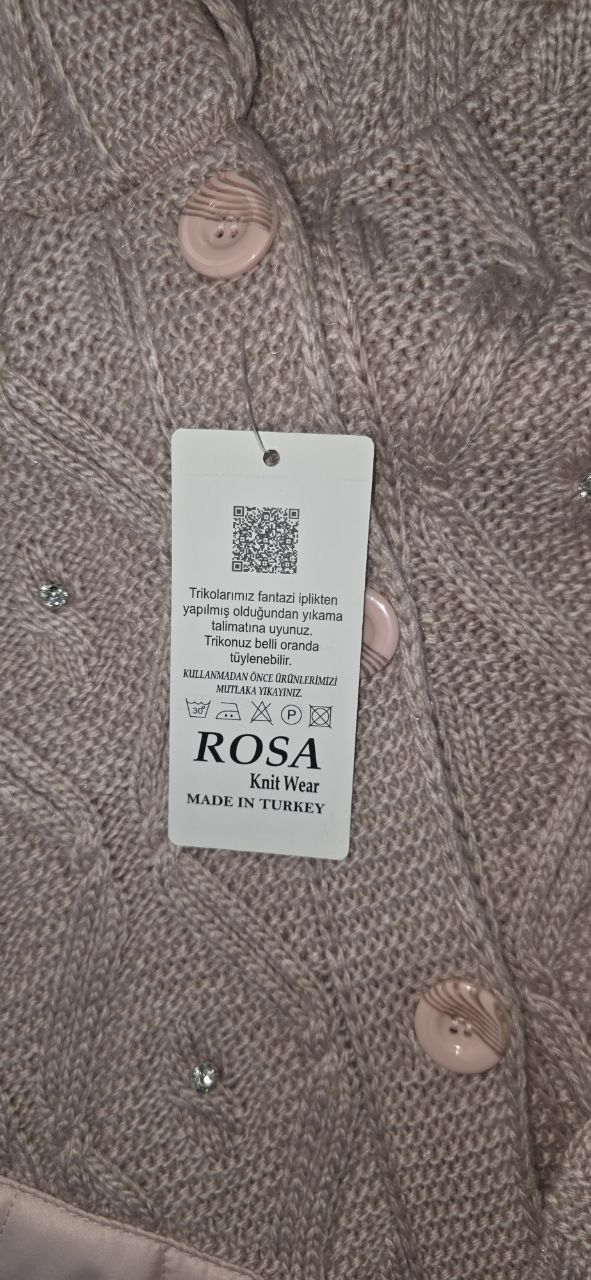 Trikolarımız fantazi iplikten
yapılmış olduğundan yıkama
talimatına uyunuz.
Trikonuz belli oranda
tüylenebilir.
KULLANMADAN ÖNCE ÜRÜNLERİMİZİ
MUTLAKA YIKAYINIZ.
30° P
ROSA
Knit Wear
MADE IN TURKEY